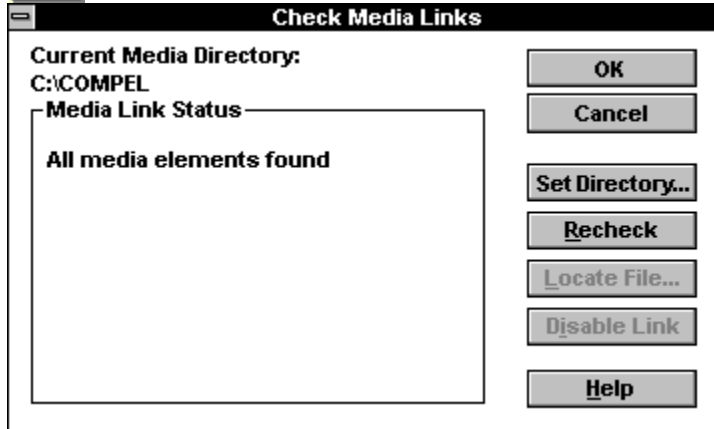 Check Media Links
Current Media Directory:
C:\COMPEL
Media Link Status
All media elements found
OK
Cancel
Set Directory...
Recheck
Locate File...
Disable Link
Help